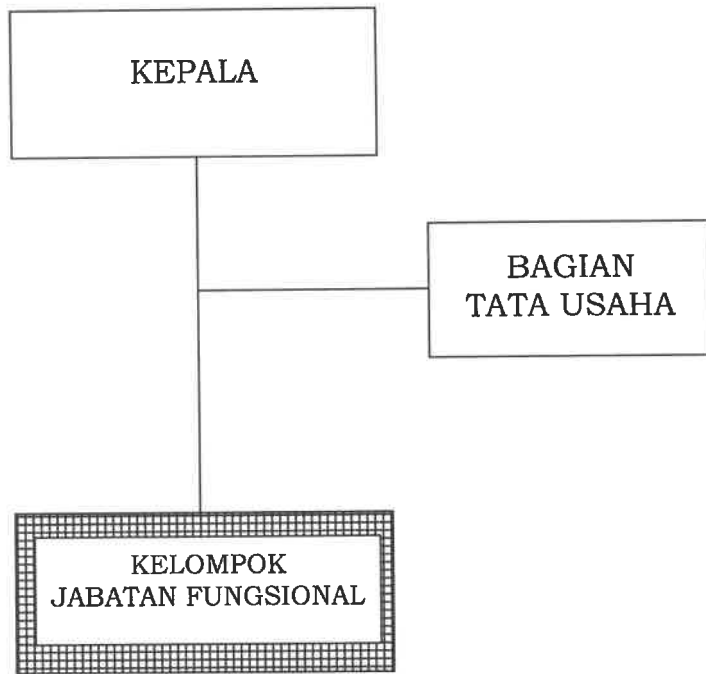 KEPALA
BAGIAN
TATA USAHA
KELOMPOK
JABATAN FUNGSIONAL